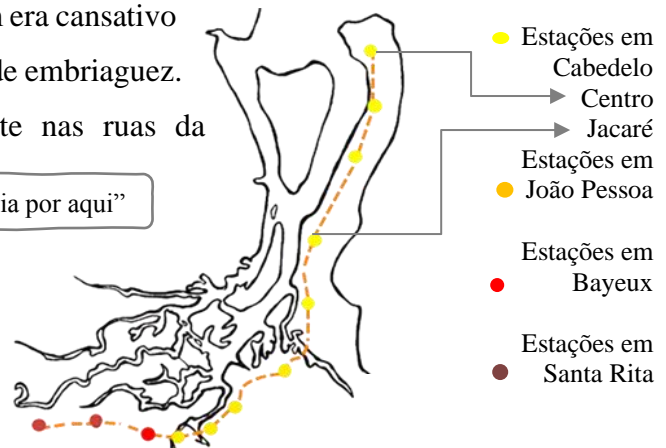 era cansativo
de embriaguez.
te nas ruas da
ia por aqui”
Estações em
Cabedelo
Centro
Jacaré
Estações em
João Pessoa
Estações em
Bayeux
Estações em
Santa Rita